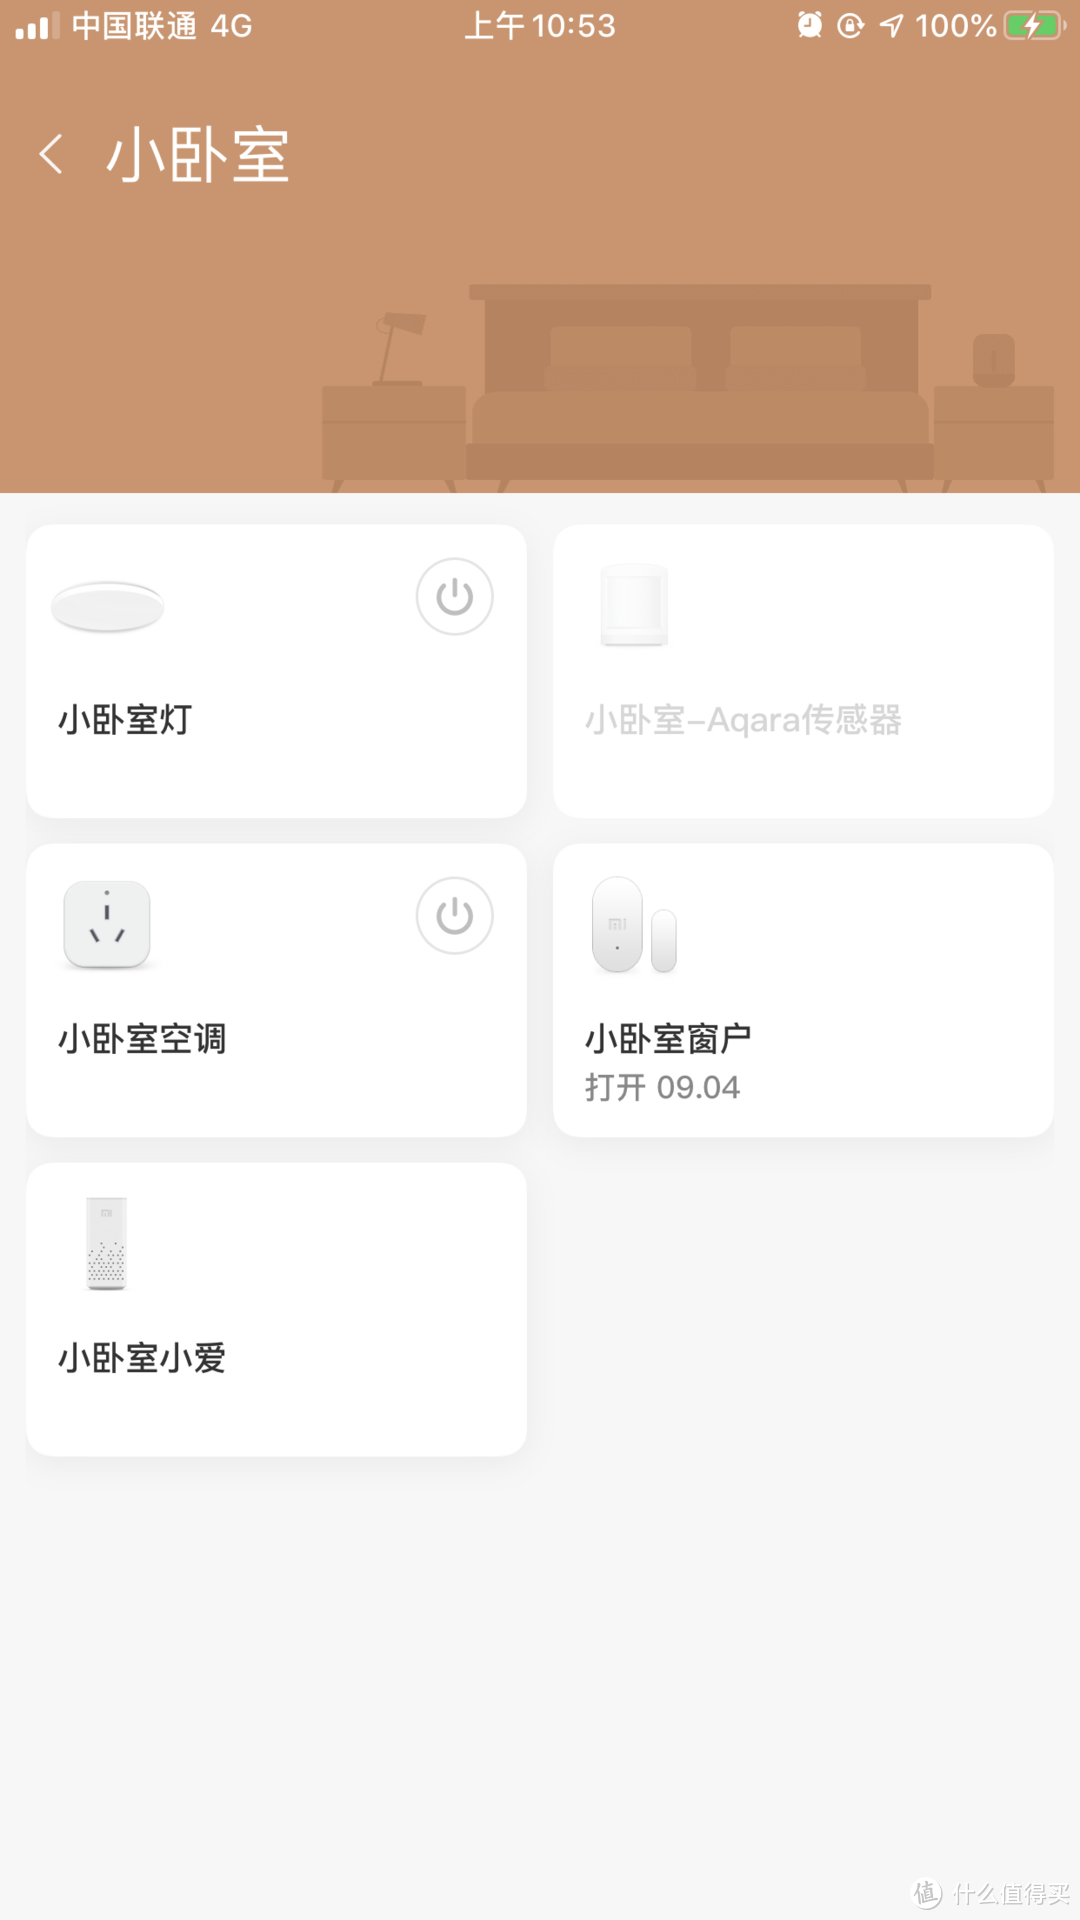 中国联通 4G 上午10:53 100%
小卧室
小卧室灯
小卧室-Aqara传感器
mi
小卧室空调
小卧室窗户
打开 09.04
mi
小卧室小爱
值 什么值得买